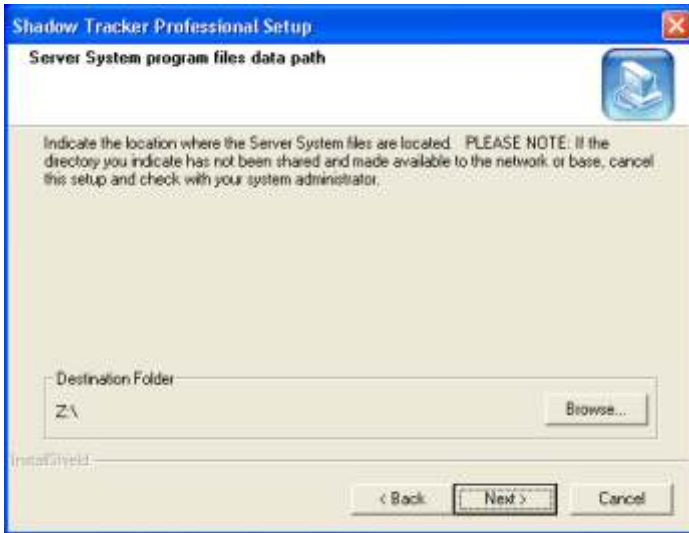 Shadow Tracker Professional Setup
Server System program files data path
Indicate the location where the Server System files are located.  PLEASE NOTE: If the
directory you indicate has not been shared and made available to the network or base, cancel
this setup and check with your system administrator.
Destination Folder
Z:\
Browse...
InstallShield
< Back
Next >
Cancel